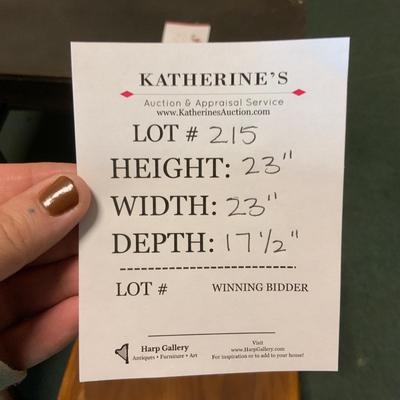 KATHERINE'S
Auction & Appraisal Service
www.KatherinesAuction.com
LOT # 215
HEIGHT: 23"
WIDTH: 23"
DEPTH: 17 1/2"
LOT # WINNING BIDDER
Harp Gallery
Antiques • Furniture • Art
Visit
www.HarpGallery.com
For inspiration or to add to your home!